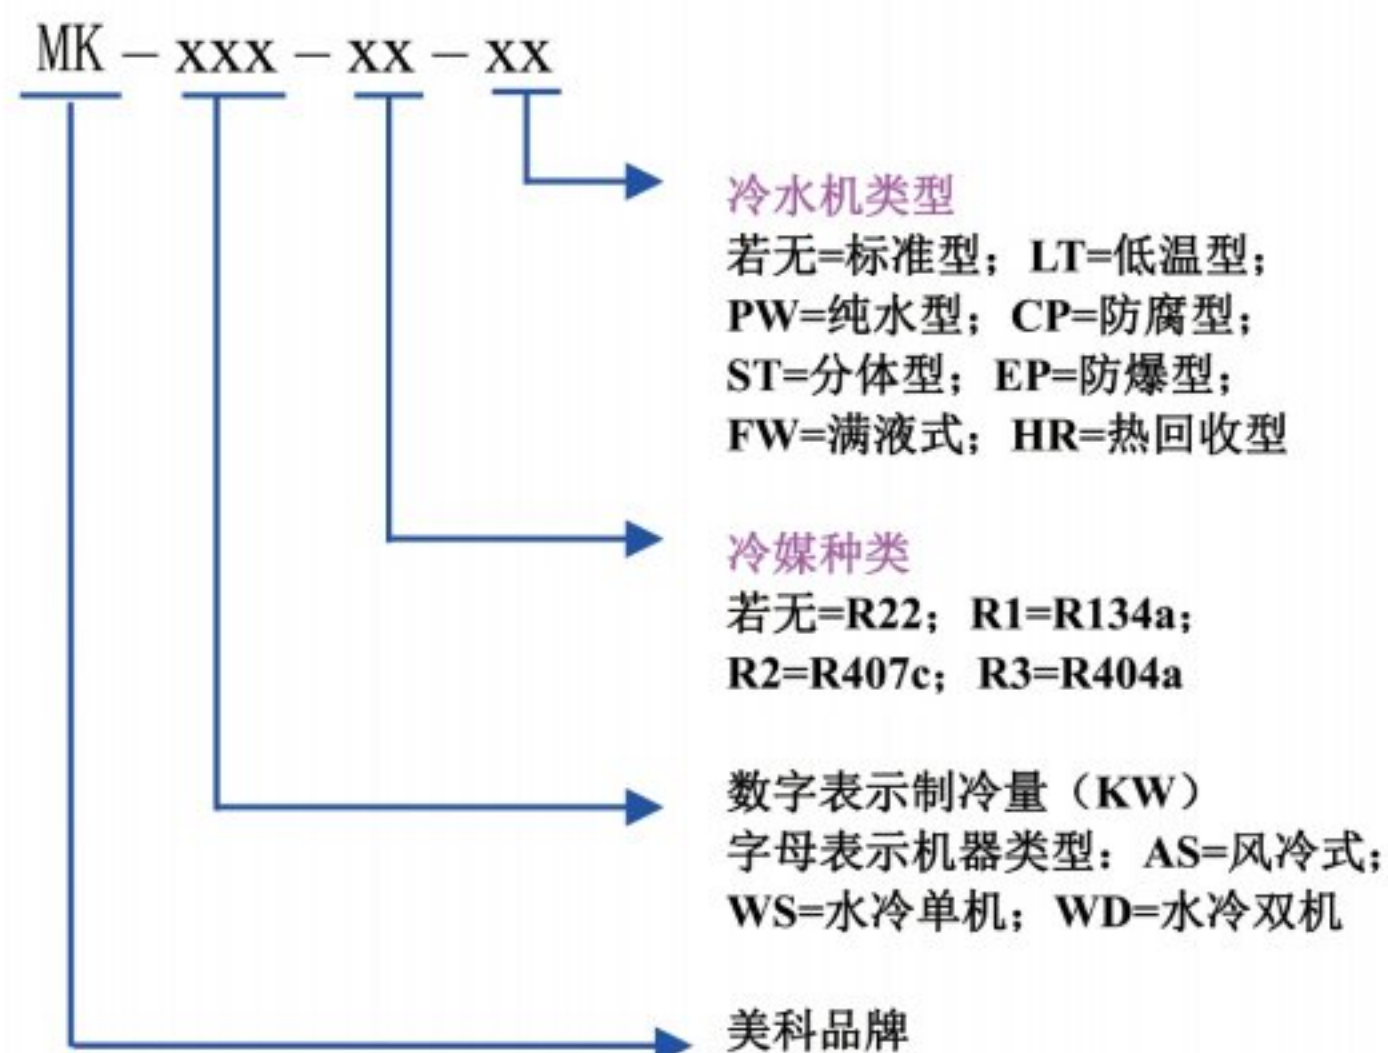 MK－xxx－xx－xx
冷水机类型
若无=标准型；LT=低温型；
PW=纯水型；CP=防腐型；
ST=分体型；EP=防爆型；
FW=满液式；HR=热回收型
冷媒种类
若无=R22；R1=R134a；
R2=R407c；R3=R404a
数字表示制冷量（KW）
字母表示机器类型：AS=风冷式；
WS=水冷单机；WD=水冷双机
美科品牌